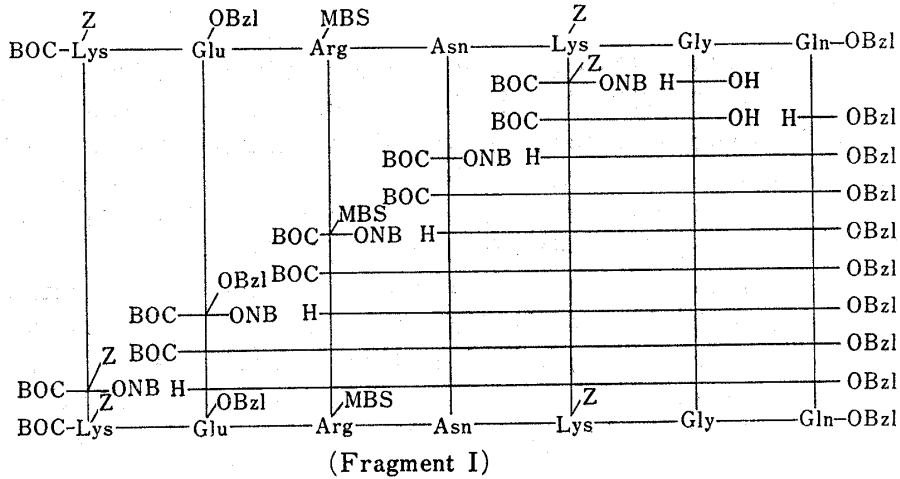 Z OBzl MBS Z
BOC-Lys Glu Arg Asn Lys Gly Gln-OBzl
Z
BOC ONB H OH
BOC OH H OBzl
BOC ONB H OBzl
BOC OBzl
MBS
BOC ONB H OBzl
BOC OBzl
OBzl
BOC ONB H OBzl
Z
BOC OBzl
BOC ONB H OBzl
Z OBzl MBS Z
BOC-Lys Glu Arg Asn Lys Gly Gln-OBzl
(Fragment I)